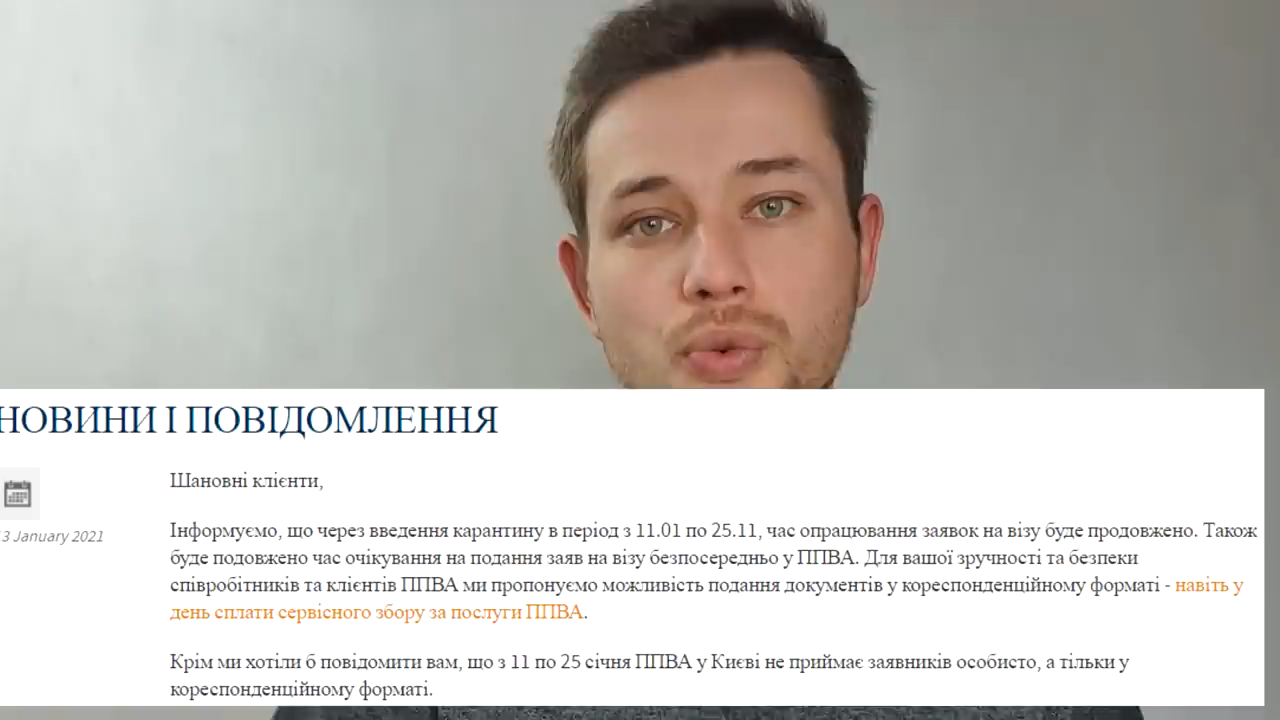 НОВИНИ І ПОВІДОМЛЕННЯ
Шановні клієнти,
3 January 2021
Інформуємо, що через введення карантину в період з 11.01 по 25.11, час опрацювання заявок на візу буде продовжено. Також
буде подовжено час очікування на подання заяв на візу безпосередньо у ППВА. Для вашої зручності та безпеки
співробітників та клієнтів ППВА ми пропонуємо можливість подання документів у кореспонденційному форматі - навіть у
день сплати сервісного збору за послуги ППВА.
Крім ми хотіли б повідомити вам, що з 11 по 25 січня ППВА у Києві не приймає заявників особисто, а тільки у
кореспонденційному форматі.